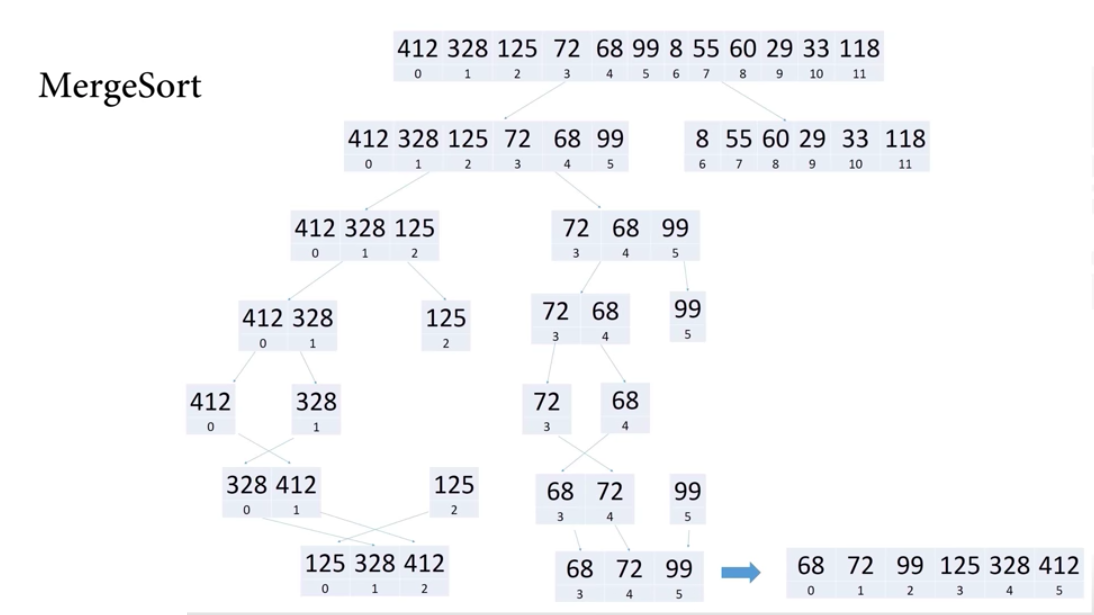 MergeSort
412 328 125 72 68 99 8 55 60 29 33 118
0 1 2 3 4 5 6 7 8 9 10 11
412 328 125 72 68 99
0 1 2 3 4 5
8 55 60 29 33 118
6 7 8 9 10 11
412 328 125
0 1 2
72 68 99
3 4 5
412 328
0 1
125
2
72 68
3 4
99
5
412
0
328
1
72
3
68
4
328 412
0 1
125
2
68 72
3 4
99
5
125 328 412
0 1 2
68 72 99
3 4 5
68 72 99 125 328 412
0 1 2 3 4 5